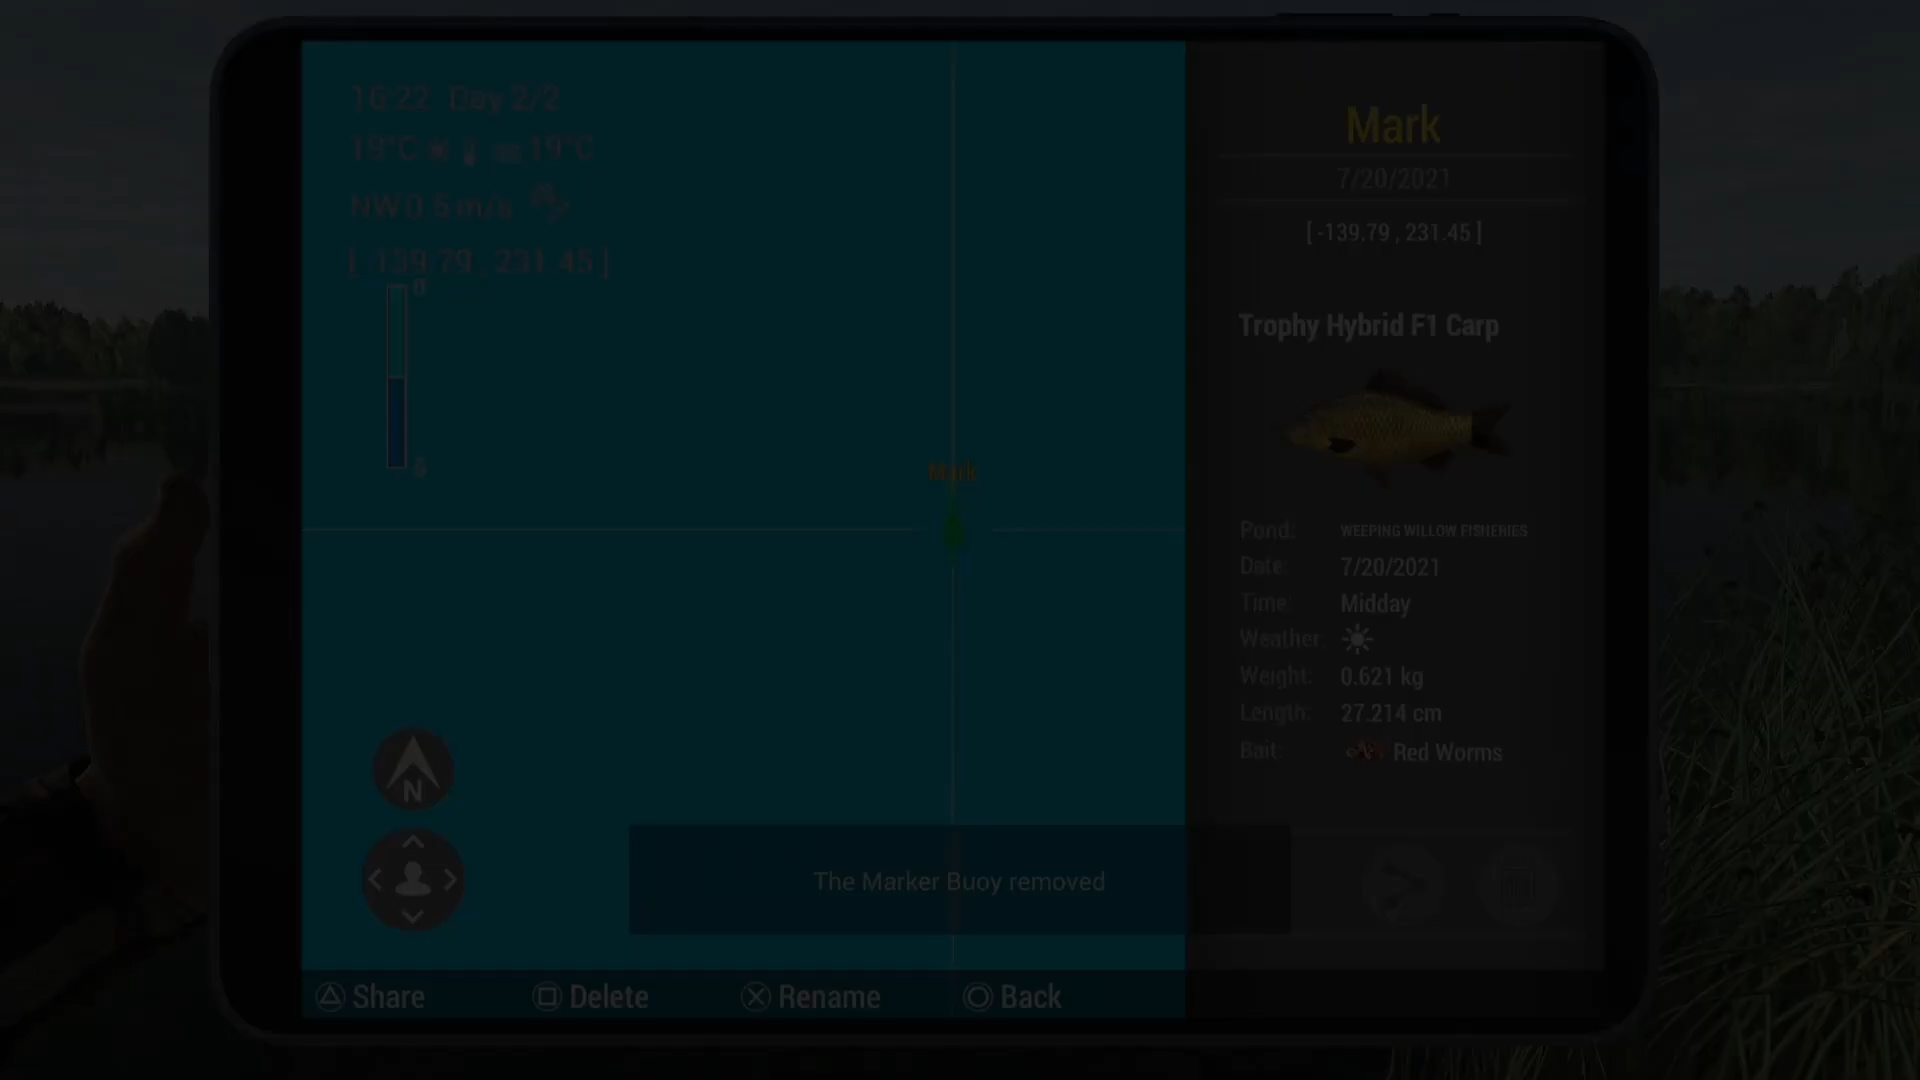 16:22 Day 2/2
19°C 19°C
NW 0.5 m/s
[ -139.79 , 231.45 ]
0
6
Mark
N
The Marker Buoy removed
Share
Delete
Rename
Back
Mark
7/20/2021
[ -139.79 , 231.45 ]
Trophy Hybrid F1 Carp
Pond: WEEPING WILLOW FISHERIES
Date: 7/20/2021
Time: Midday
Weather:
Weight: 0.621 kg
Length: 27.214 cm
Bait: Red Worms